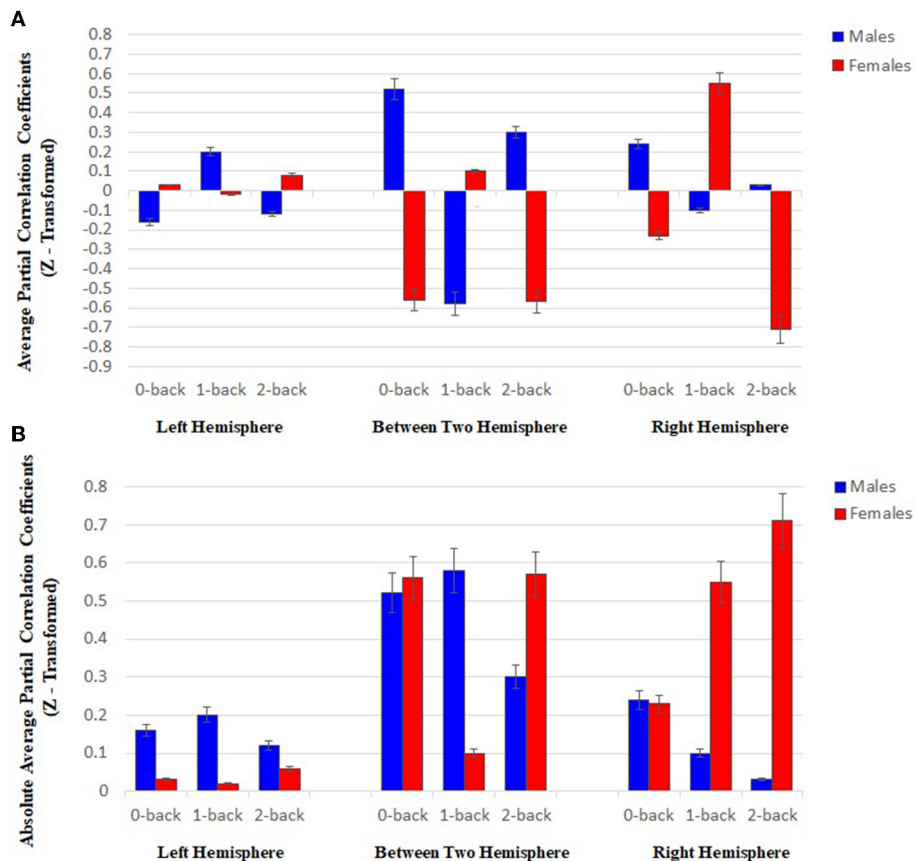 A
Average Partial Correlation Coefficients
(Z - Transformed)
0.8
0.7
0.6
0.5
0.4
0.3
0.2
0.1
0
-0.1
-0.2
-0.3
-0.4
-0.5
-0.6
-0.7
-0.8
-0.9
Males
Females
0-back 1-back 2-back 0-back 1-back 2-back 0-back 1-back 2-back
Left Hemisphere Between Two Hemisphere Right Hemisphere
B
Absolute Average Partial Correlation Coefficients
(Z - Transformed)
0.8
0.7
0.6
0.5
0.4
0.3
0.2
0.1
0
Males
Females
0-back 1-back 2-back 0-back 1-back 2-back 0-back 1-back 2-back
Left Hemisphere Between Two Hemisphere Right Hemisphere